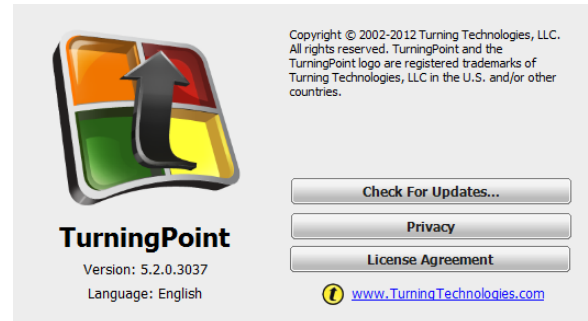 Copyright © 2002-2012 Turning Technologies, LLC.
All rights reserved. TurningPoint and the
TurningPoint logo are registered trademarks of
Turning Technologies, LLC in the U.S. and/or other
countries.
Check For Updates...
Privacy
License Agreement
www.TurningTechnologies.com
TurningPoint
Version: 5.2.0.3037
Language: English